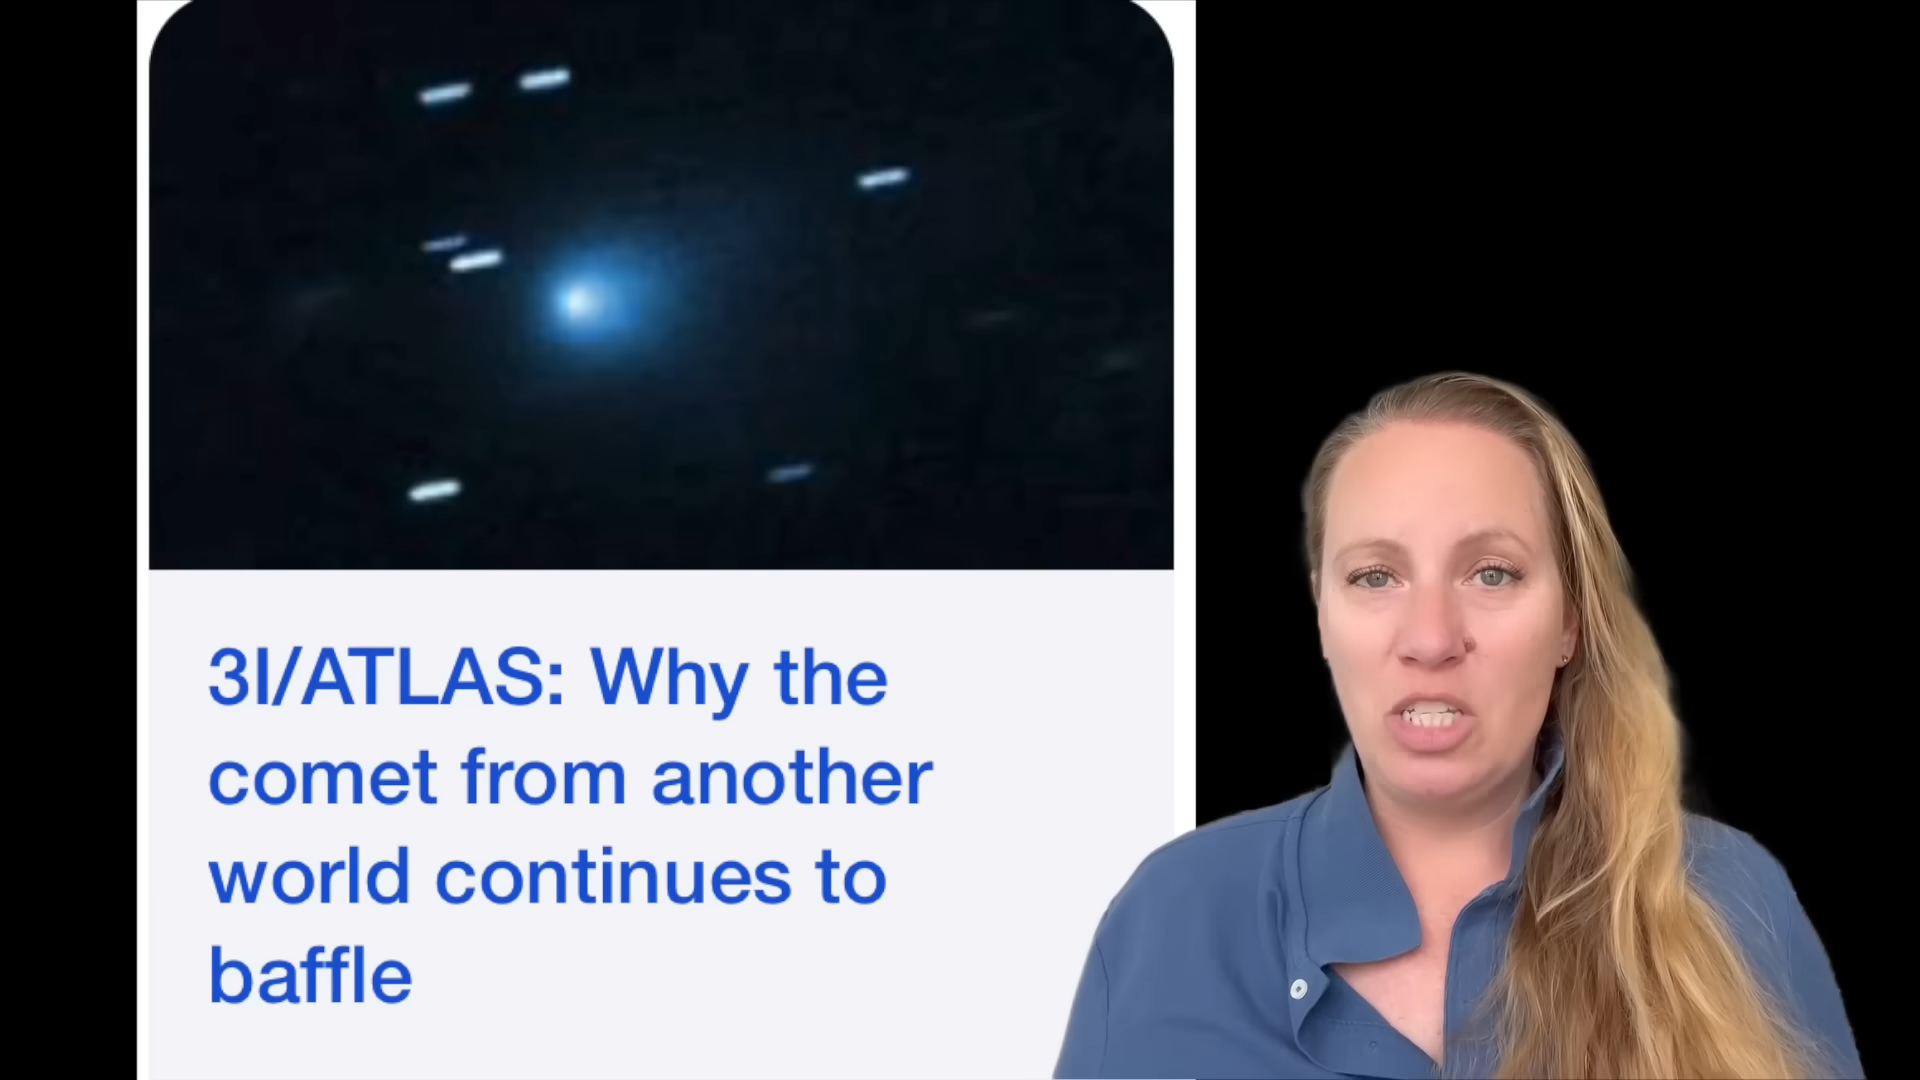 3I/ATLAS: Why the
comet from another
world continues to
baffle